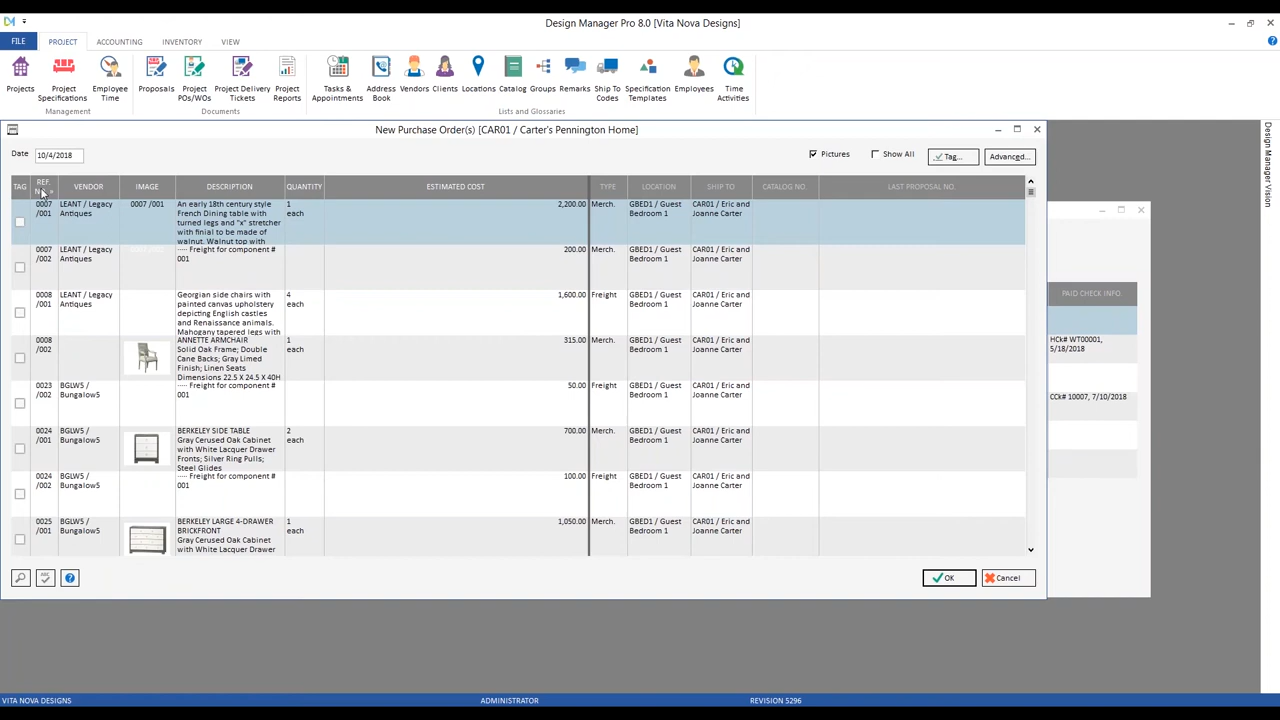 Design Manager Pro 8.0 [Vita Nova Designs]
FILE PROJECT ACCOUNTING INVENTORY VIEW
Projects
Project Specifications
Employee Time
Proposals
Project POs/WOs
Project Delivery Tickets
Project Reports
Tasks & Appointments
Address Book
Vendors
Clients
Locations
Catalog
Groups
Remarks
Ship To Codes
Specification Templates
Employees
Time Activities
Management
Documents
Lists and Glossaries
Design Manager Vision
New Purchase Order(s) [CAR01 / Carter's Pennington Home]
Date 10/4/2018
Pictures
Show All
Tag...
Advanced...
TAG REF. VENDOR IMAGE DESCRIPTION QUANTITY ESTIMATED COST TYPE LOCATION SHIP TO CATALOG NO. LAST PROPOSAL NO.
0007 LEANT / Legacy 0007 /001 An early 18th century style 1 2,200.00 Merch. GBED1 / Guest CAR01 / Eric and
/001 Antiques French Dining table with each Bedroom 1 Joanne Carter
turned legs and "x" stretcher
with finial to be made of
walnut. Walnut top with
0007 LEANT / Legacy ····· Freight for component # 200.00 Merch. GBED1 / Guest CAR01 / Eric and
/002 Antiques 001 Bedroom 1 Joanne Carter
0008 LEANT / Legacy Georgian side chairs with 4 1,600.00 Freight GBED1 / Guest CAR01 / Eric and
/001 Antiques painted canvas upholstery each Bedroom 1 Joanne Carter
depicting English castles
and Renaissance animals.
Mahogany tapered legs with
0008 ANNETTE ARMCHAIR 1 315.00 Merch. GBED1 / Guest CAR01 / Eric and
/002 Solid Oak Frame; Double each Bedroom 1 Joanne Carter
Cane Backs; Gray Limed
Finish; Linen Seats
Dimensions 22.5 X 24.5 X 40H
0023 BGLW5 / ····· Freight for component # 50.00 Freight GBED1 / Guest CAR01 / Eric and
/002 Bungalow5 001 Bedroom 1 Joanne Carter
0024 BGLW5 / BERKELEY SIDE TABLE 2 700.00 Merch. GBED1 / Guest CAR01 / Eric and
/001 Bungalow5 Gray Cerused Oak Cabinet each Bedroom 1 Joanne Carter
with White Lacquer Drawer
Fronts; Silver Ring Pulls;
Steel Glides
0024 BGLW5 / ····· Freight for component # 100.00 Freight GBED1 / Guest CAR01 / Eric and
/002 Bungalow5 001 Bedroom 1 Joanne Carter
0025 BGLW5 / BERKELEY LARGE 4-DRAWER 1 1,050.00 Merch. GBED1 / Guest CAR01 / Eric and
/001 Bungalow5 BRICKFRONT each Bedroom 1 Joanne Carter
Gray Cerused Oak Cabinet
with White Lacquer Drawer
PAID CHECK INFO.
HCk# WT00001,
5/18/2018
CCk# 10007, 7/10/2018
ABC
OK
Cancel
VITA NOVA DESIGNS ADMINISTRATOR REVISION 5296